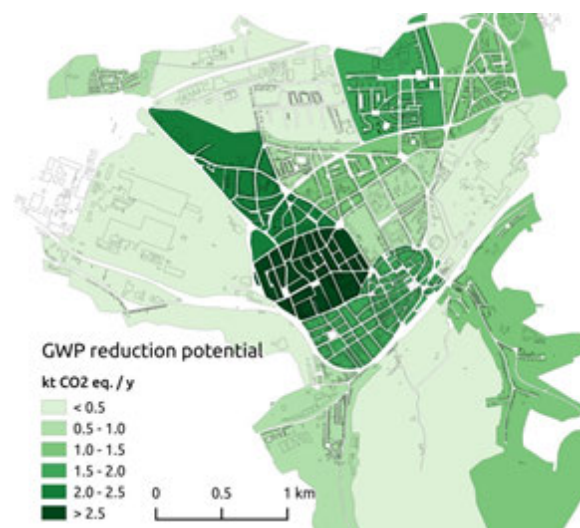 GWP reduction potential
kt CO2 eq. / y
< 0.5
0.5 - 1.0
1.0 - 1.5
1.5 - 2.0
2.0 - 2.5
> 2.5
0 0.5 1 km